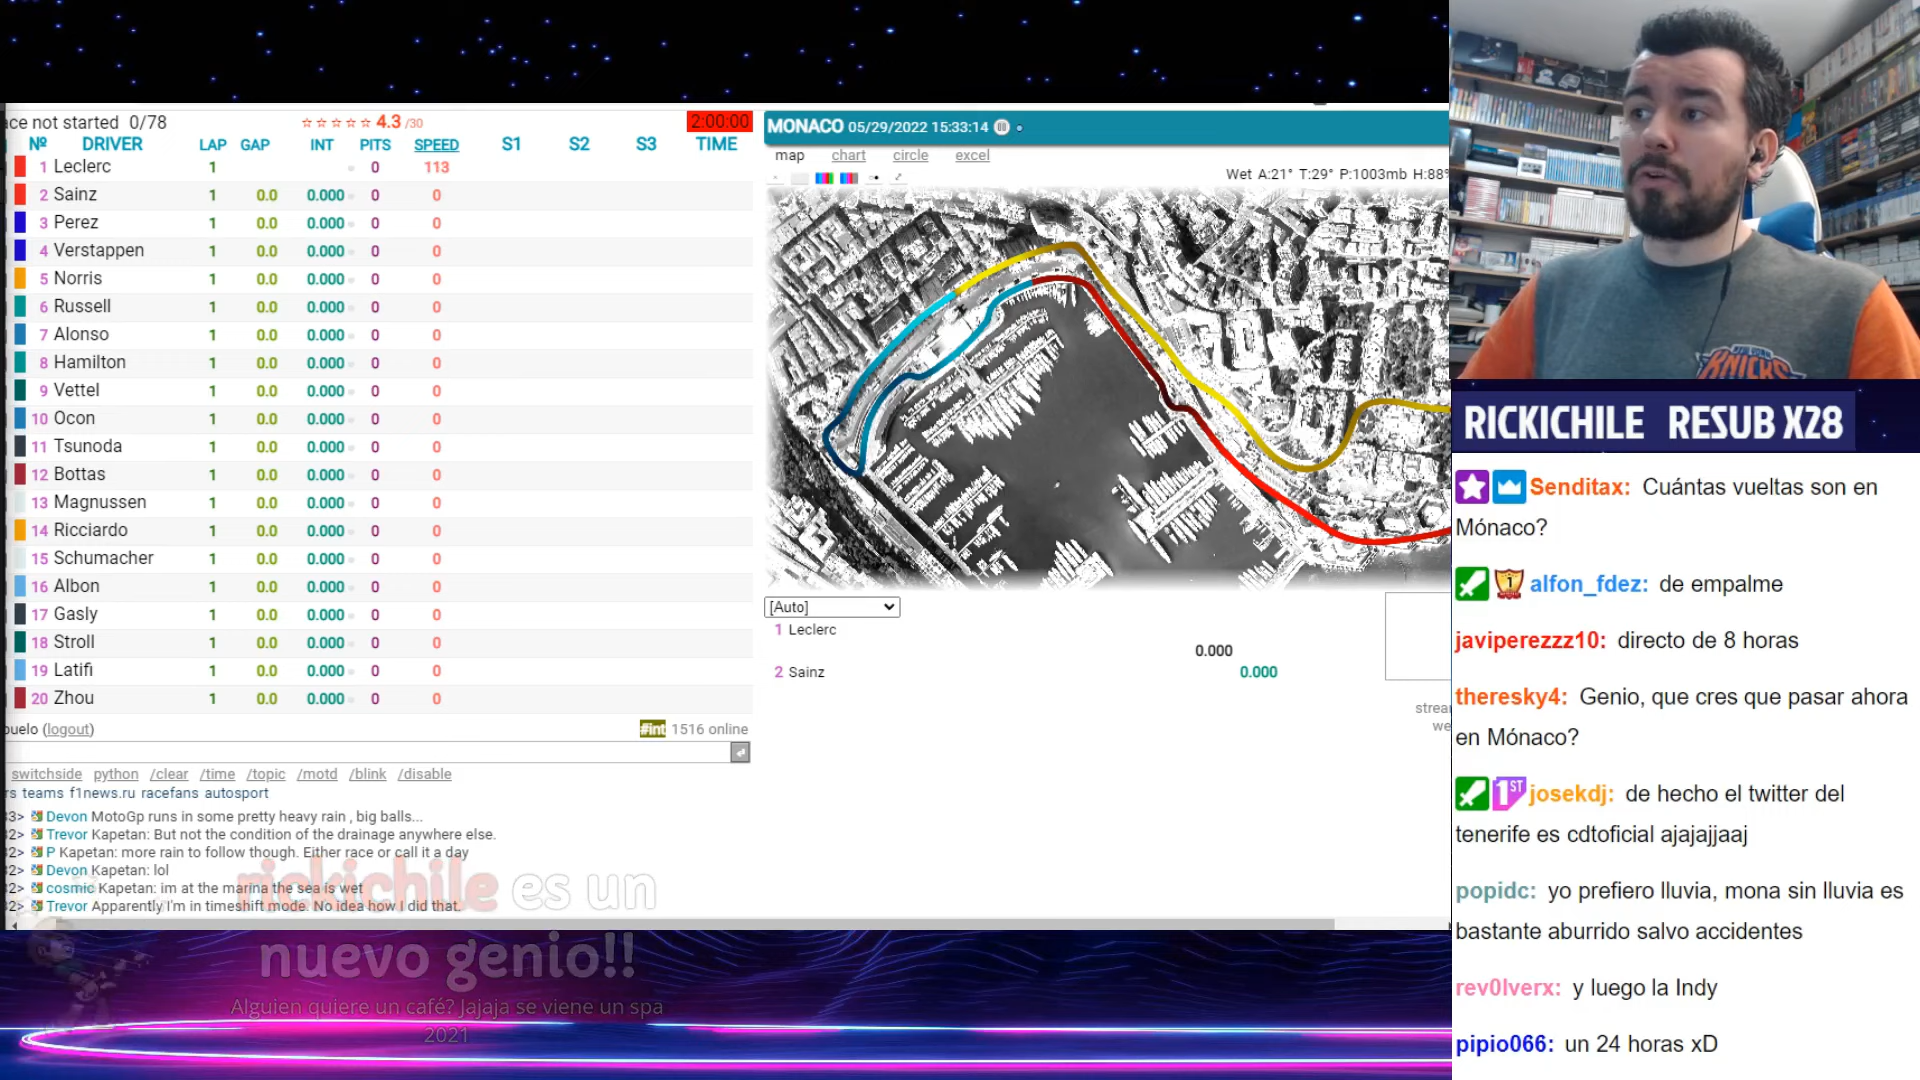 ace not started 0/78
☆☆☆☆☆ 4.3 /30
2:00:00
№ DRIVER LAP GAP INT PITS SPEED S1 S2 S3 TIME
1 Leclerc 1 0 113
2 Sainz 1 0.0 0.000 0 0
3 Perez 1 0.0 0.000 0 0
4 Verstappen 1 0.0 0.000 0 0
5 Norris 1 0.0 0.000 0 0
6 Russell 1 0.0 0.000 0 0
7 Alonso 1 0.0 0.000 0 0
8 Hamilton 1 0.0 0.000 0 0
9 Vettel 1 0.0 0.000 0 0
10 Ocon 1 0.0 0.000 0 0
11 Tsunoda 1 0.0 0.000 0 0
12 Bottas 1 0.0 0.000 0 0
13 Magnussen 1 0.0 0.000 0 0
14 Ricciardo 1 0.0 0.000 0 0
15 Schumacher 1 0.0 0.000 0 0
16 Albon 1 0.0 0.000 0 0
17 Gasly 1 0.0 0.000 0 0
18 Stroll 1 0.0 0.000 0 0
19 Latifi 1 0.0 0.000 0 0
20 Zhou 1 0.0 0.000 0 0
buelo (logout)
#int 1516 online
switchside python /clear /time /topic /motd /blink /disable
rs teams f1news.ru racefans autosport
33> Devon MotoGp runs in some pretty heavy rain , big balls...
32> Trevor Kapetan: But not the condition of the drainage anywhere else.
32> P Kapetan: more rain to follow though. Either race or call it a day
32> Devon Kapetan: lol
32> cosmic Kapetan: im at the marina the sea is wet
32> Trevor Apparently I'm in timeshift mode. No idea how I did that.
rickichile es un
nuevo genio!!
Alguien quiere un café? Jajaja se viene un spa
2021
MONACO 05/29/2022 15:33:14
map chart circle excel
Wet A:21° T:29° P:1003mb H:88%
[Auto]
1 Leclerc
0.000
2 Sainz
0.000
strea
we
KNICKS
RICKICHILE RESUB X28
Senditax: Cuántas vueltas son en
Mónaco?
alfon_fdez: de empalme
javiperezzz10: directo de 8 horas
theresky4: Genio, que cres que pasar ahora
en Mónaco?
1ST josekdj: de hecho el twitter del
tenerife es cdtoficial ajajajjaaj
popidc: yo prefiero lluvia, mona sin lluvia es
bastante aburrido salvo accidentes
rev0lverx: y luego la Indy
pipio066: un 24 horas xD